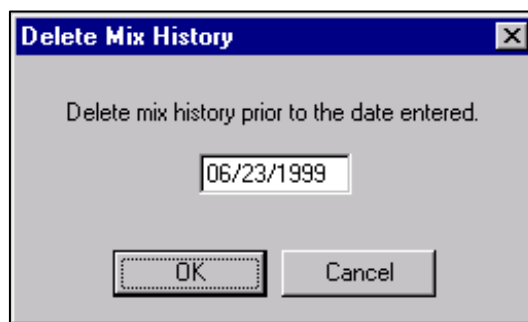 Delete Mix History
Delete mix history prior to the date entered.
06/23/1999
OK Cancel